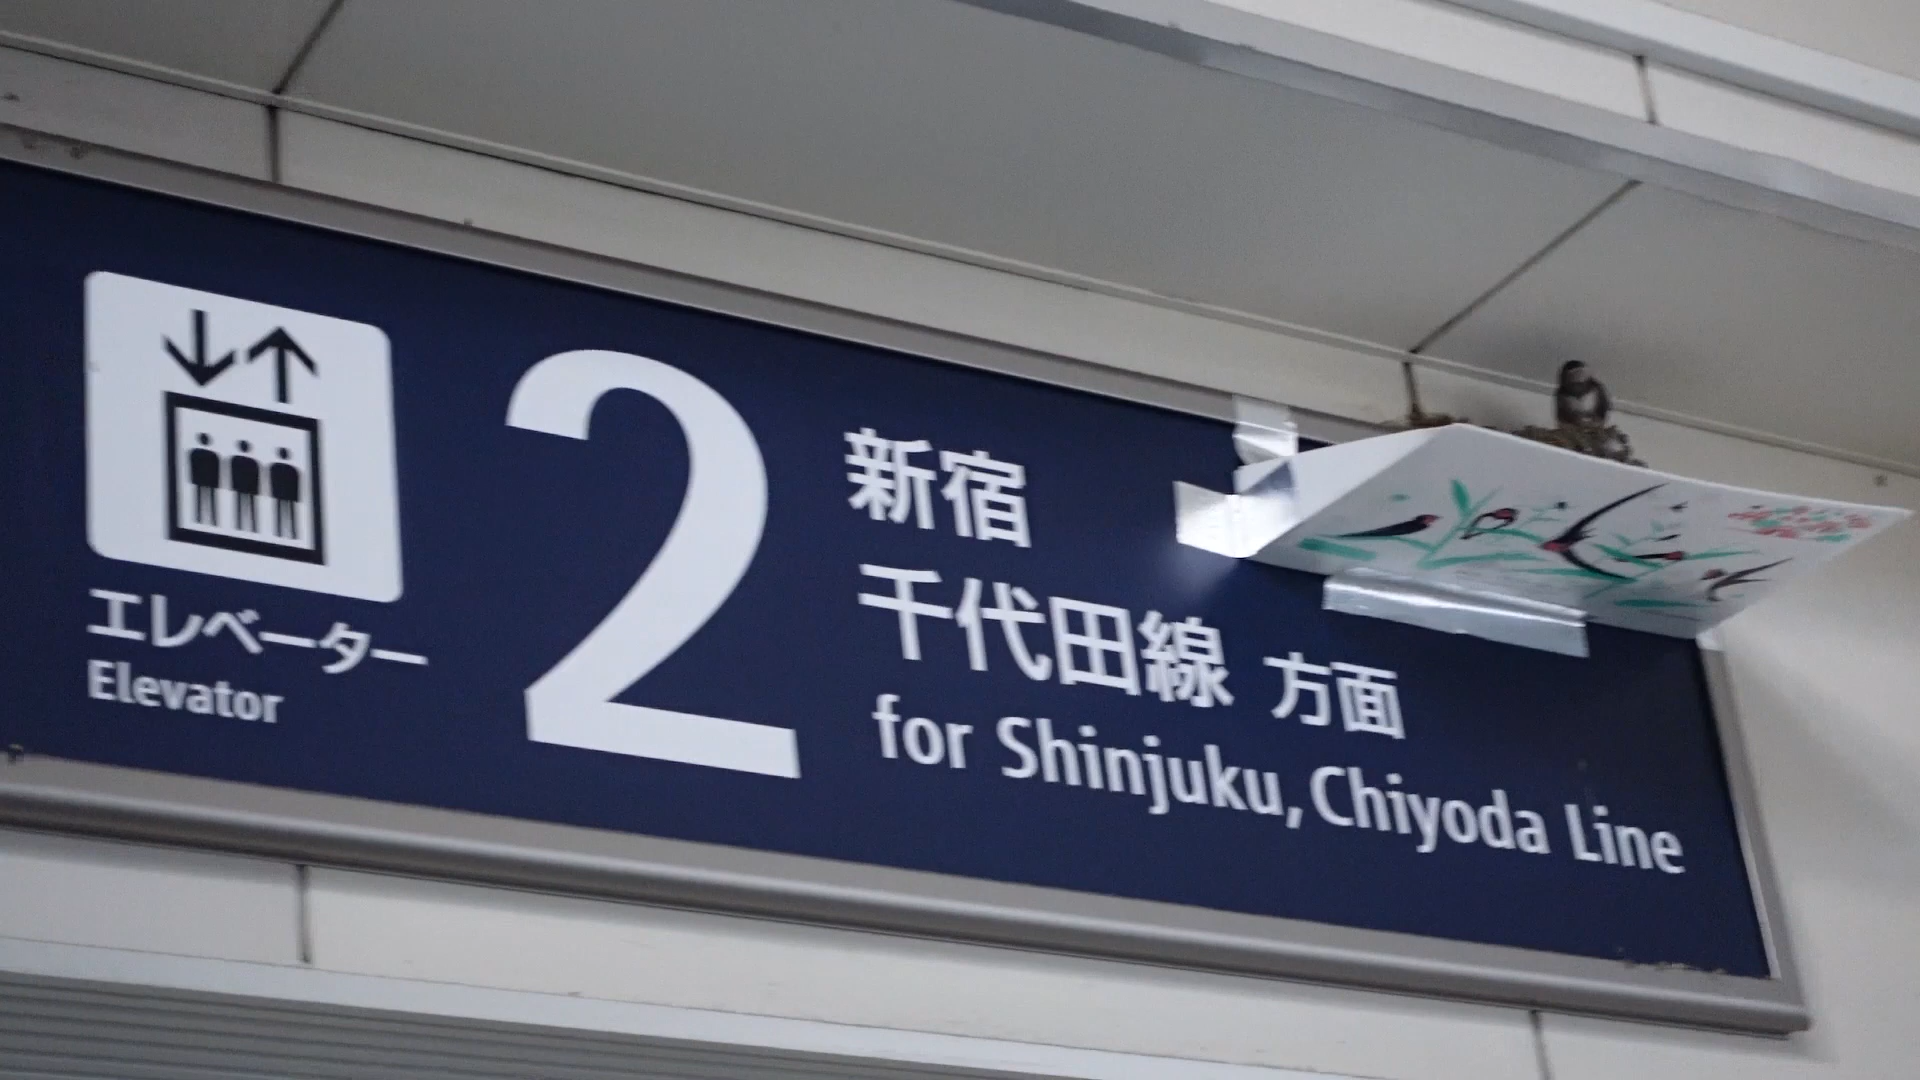 エレベーター
Elevator
2
新宿
千代田線 方面
for Shinjuku, Chiyoda Line